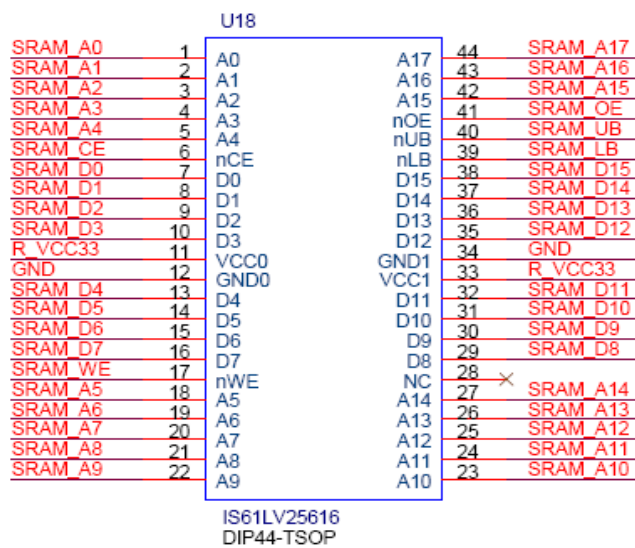 U18
SRAM_A0 1 A0 A17 44 SRAM_A17
SRAM_A1 2 A1 A16 43 SRAM_A16
SRAM_A2 3 A2 A15 42 SRAM_A15
SRAM_A3 4 A3 nOE 41 SRAM_OE
SRAM_A4 5 A4 nUB 40 SRAM_UB
SRAM_CE 6 nCE nLB 39 SRAM_LB
SRAM_D0 7 D0 D15 38 SRAM_D15
SRAM_D1 8 D1 D14 37 SRAM_D14
SRAM_D2 9 D2 D13 36 SRAM_D13
SRAM_D3 10 D3 D12 35 SRAM_D12
R_VCC33 11 VCC0 GND1 34 GND
GND 12 GND0 VCC1 33 R_VCC33
SRAM_D4 13 D4 D11 32 SRAM_D11
SRAM_D5 14 D5 D10 31 SRAM_D10
SRAM_D6 15 D6 D9 30 SRAM_D9
SRAM_D7 16 D7 D8 29 SRAM_D8
SRAM_WE 17 nWE NC 28
SRAM_A5 18 A5 A14 27 SRAM_A14
SRAM_A6 19 A6 A13 26 SRAM_A13
SRAM_A7 20 A7 A12 25 SRAM_A12
SRAM_A8 21 A8 A11 24 SRAM_A11
SRAM_A9 22 A9 A10 23 SRAM_A10
IS61LV25616
DIP44-TSOP